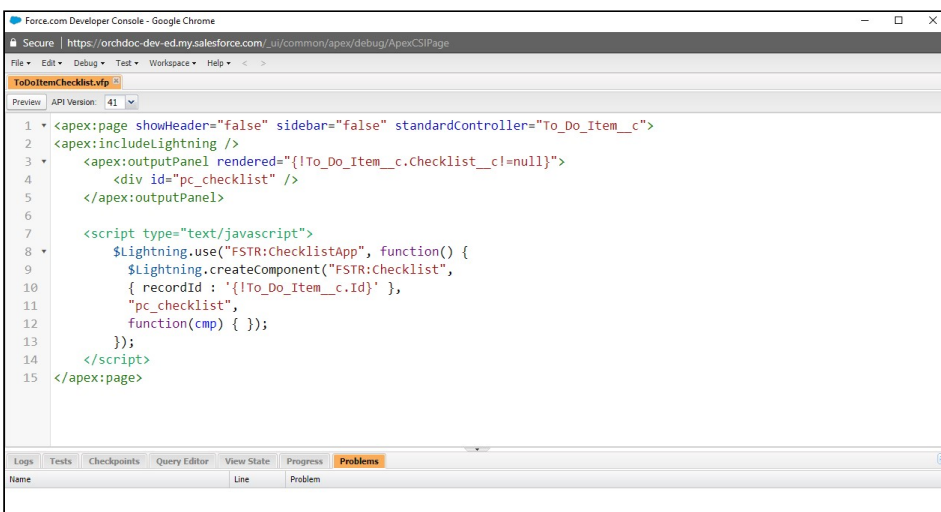 Force.com Developer Console - Google Chrome
Secure | https://orchdoc-dev-ed.my.salesforce.com/_ui/common/apex/debug/ApexCSIPage
File Edit Debug Test Workspace Help < >
ToDoItemChecklist.vfp
Preview API Version: 41
1 <apex:page showHeader="false" sidebar="false" standardController="To_Do_Item__c">
2 <apex:includeLightning />
3 <apex:outputPanel rendered="{!To_Do_Item__c.Checklist__c!=null}">
4 <div id="pc_checklist" />
5 </apex:outputPanel>
6
7 <script type="text/javascript">
8 $Lightning.use("FSTR:ChecklistApp", function() {
9 $Lightning.createComponent("FSTR:Checklist",
10 { recordId : '{!To_Do_Item__c.Id}' },
11 "pc_checklist",
12 function(cmp) { });
13 });
14 </script>
15 </apex:page>
Logs Tests Checkpoints Query Editor View State Progress Problems
Name Line Problem